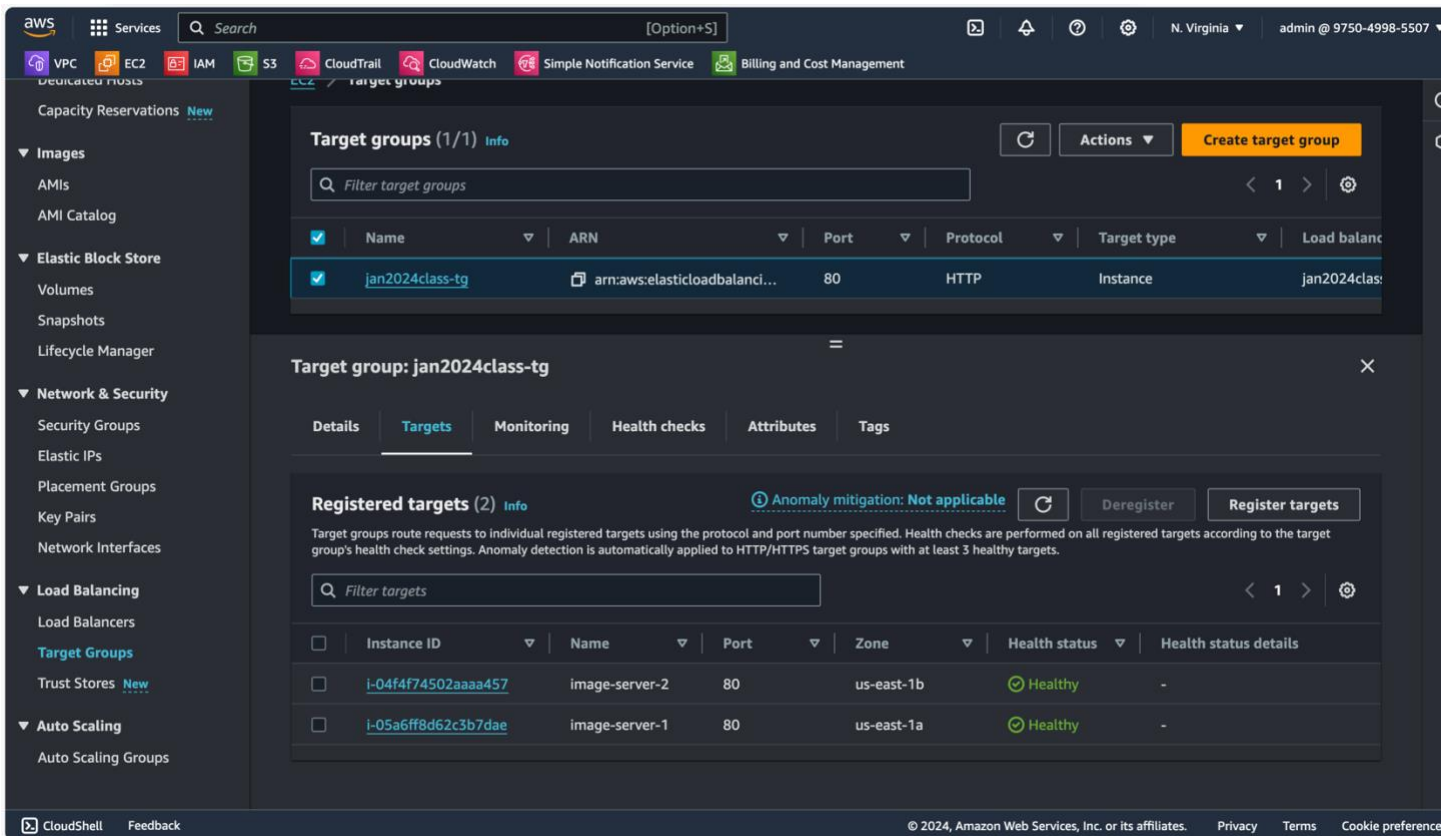 aws Services Search [Option+S] N. Virginia admin @ 9750-4998-5507
VPC EC2 IAM S3 CloudTrail CloudWatch Simple Notification Service Billing and Cost Management
Dedicated Hosts
Capacity Reservations New
Images
AMIs
AMI Catalog
Elastic Block Store
Volumes
Snapshots
Lifecycle Manager
Network & Security
Security Groups
Elastic IPs
Placement Groups
Key Pairs
Network Interfaces
Load Balancing
Load Balancers
Target Groups
Trust Stores New
Auto Scaling
Auto Scaling Groups
EC2 / Target groups
Target groups (1/1) Info Actions Create target group
Filter target groups 1
Name ARN Port Protocol Target type Load balanc
jan2024class-tg arn:aws:elasticloadbalanci... 80 HTTP Instance jan2024clas
Target group: jan2024class-tg
Details Targets Monitoring Health checks Attributes Tags
Registered targets (2) Info Anomaly mitigation: Not applicable Deregister Register targets
Target groups route requests to individual registered targets using the protocol and port number specified. Health checks are performed on all registered targets according to the target
group's health check settings. Anomaly detection is automatically applied to HTTP/HTTPS target groups with at least 3 healthy targets.
Filter targets 1
Instance ID Name Port Zone Health status Health status details
i-04f4f74502aaaa457 image-server-2 80 us-east-1b Healthy -
i-05a6ff8d62c3b7dae image-server-1 80 us-east-1a Healthy -
CloudShell Feedback © 2024, Amazon Web Services, Inc. or its affiliates. Privacy Terms Cookie preference